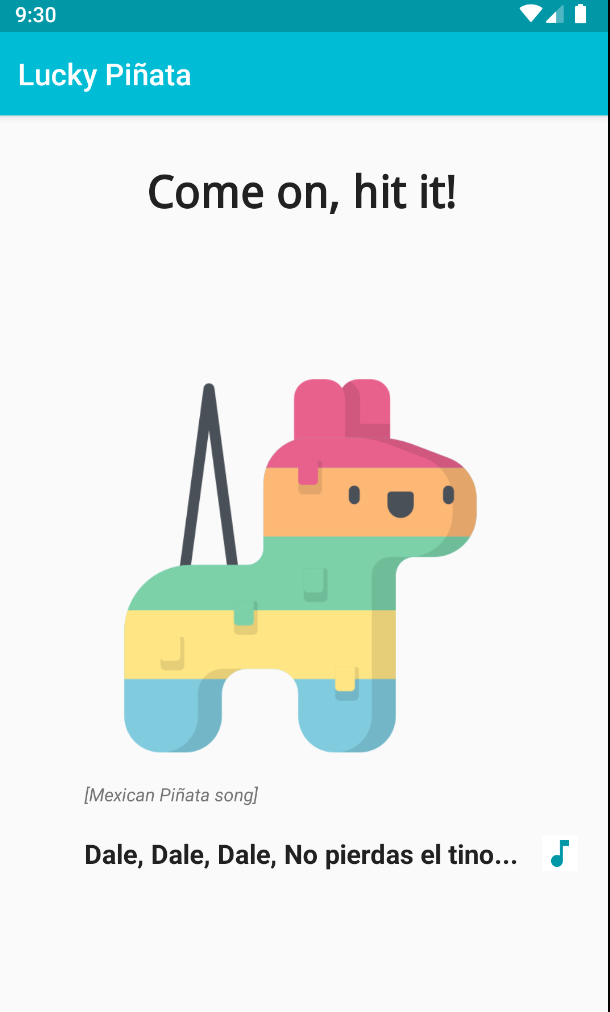 9:30
Lucky Piñata
Come on, hit it!
[Mexican Piñata song]
Dale, Dale, Dale, No pierdas el tino...